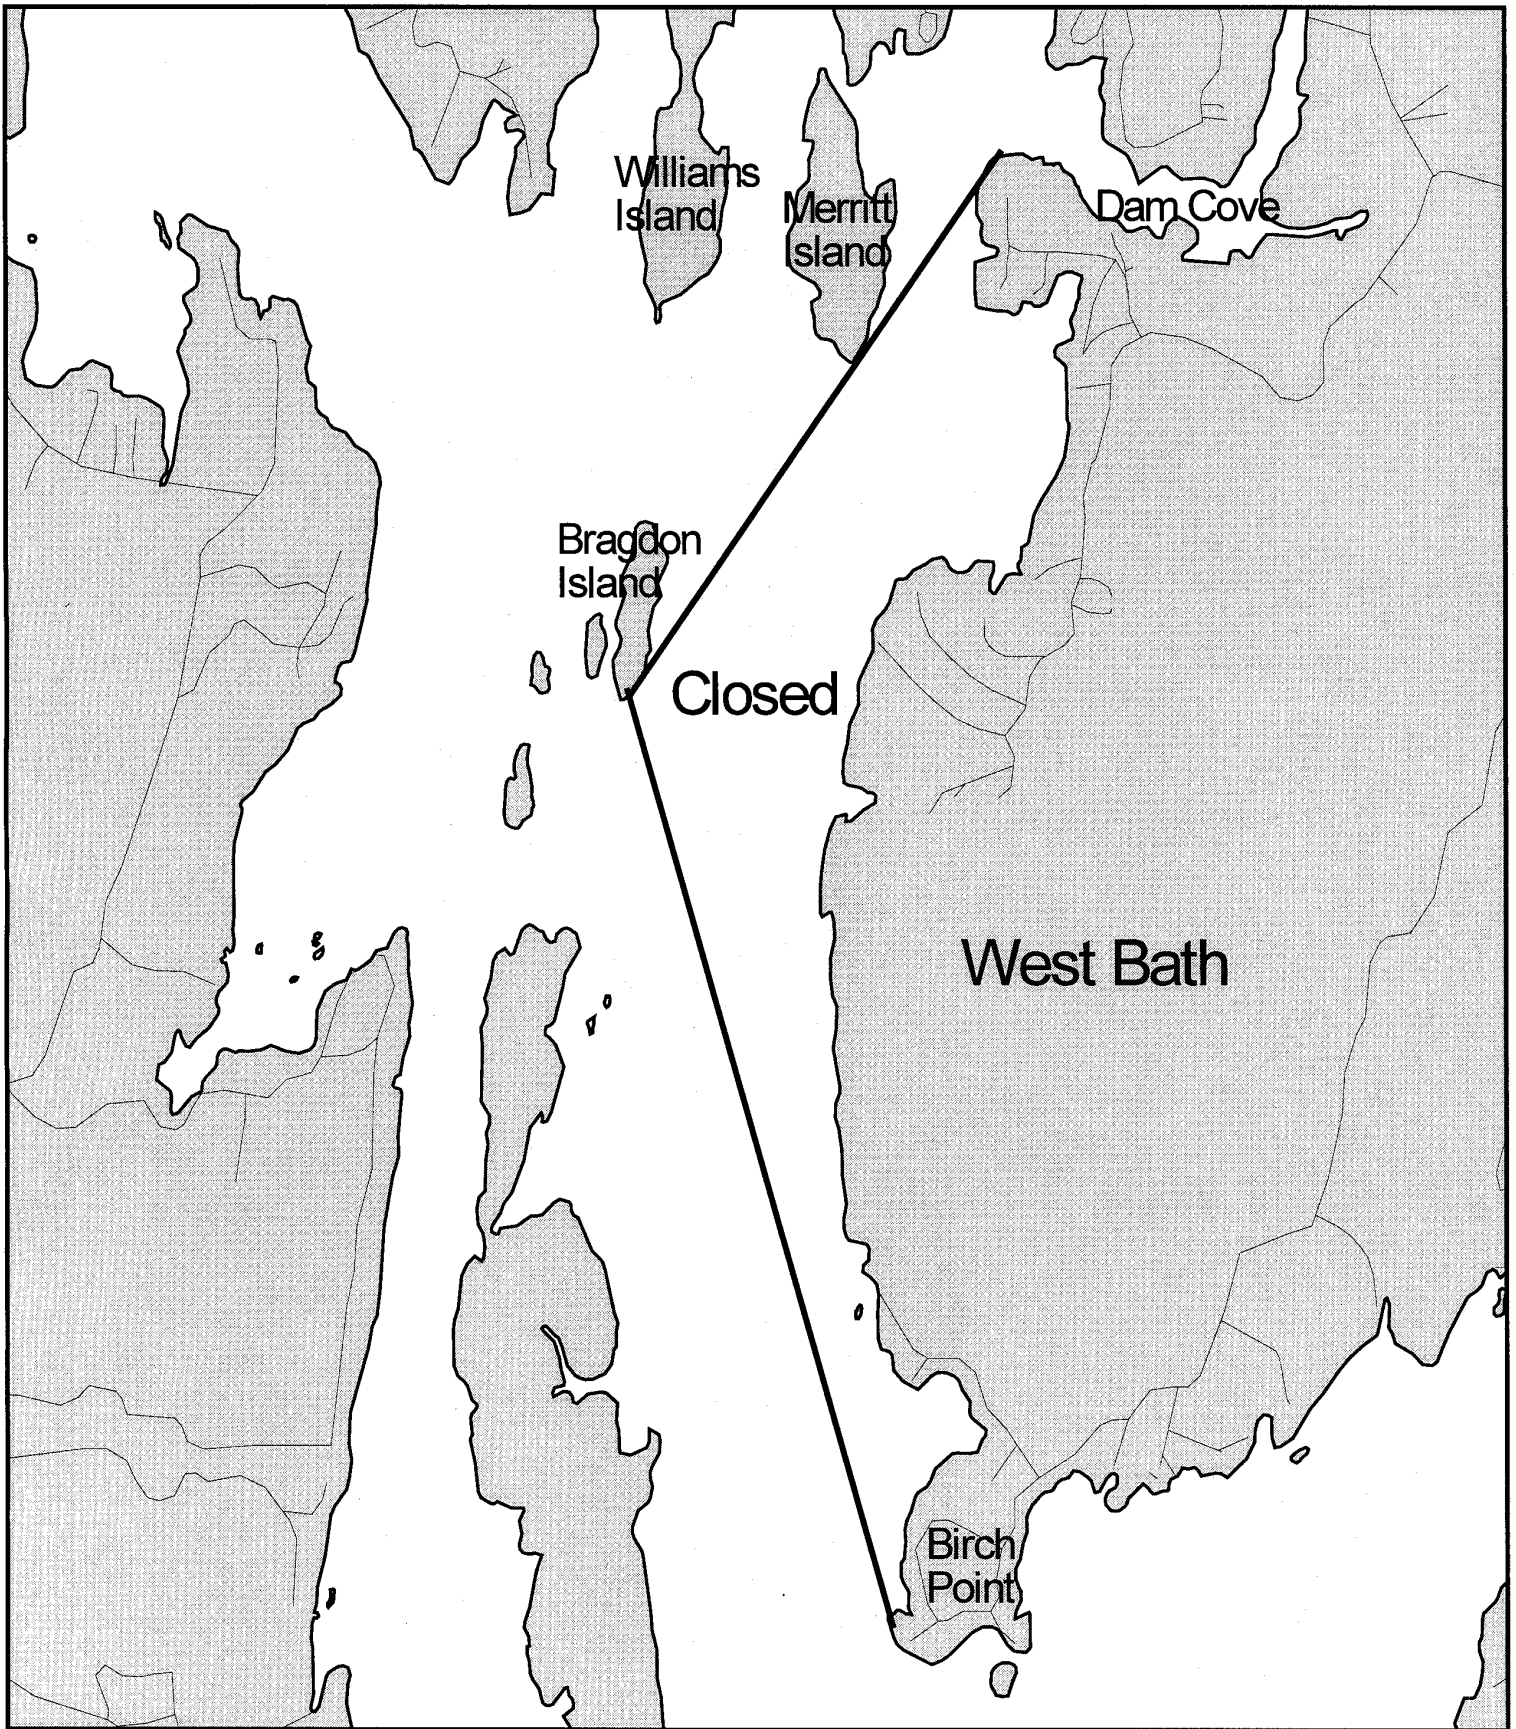 Williams
Island
Merritt
Island
Dam Cove
Bragdon
Island
Closed
West Bath
Birch
Point